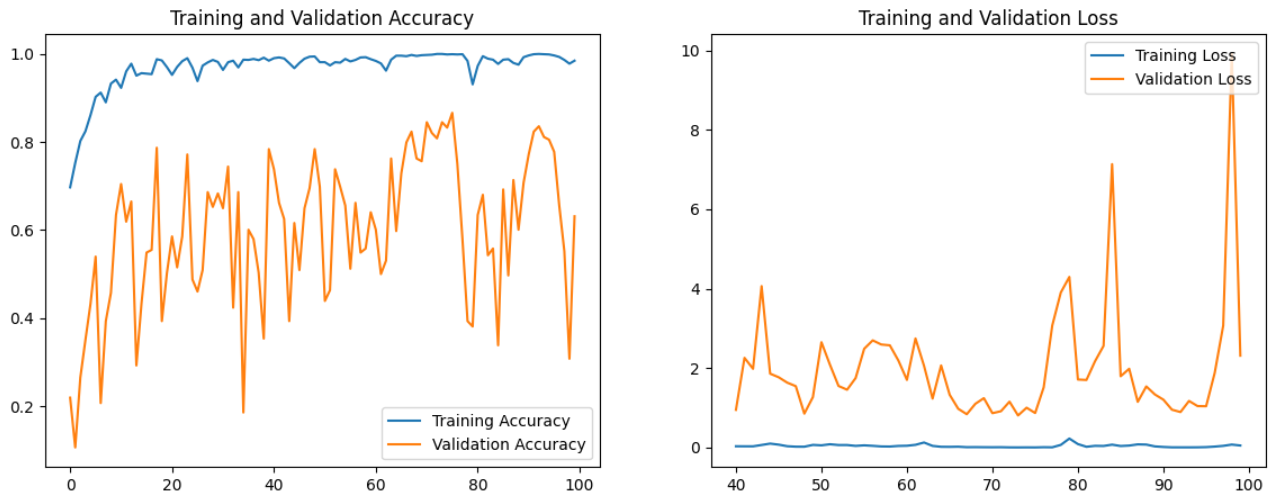 Training and Validation Accuracy
1.0
0.8
0.6
0.4
0.2
Training Accuracy
Validation Accuracy
0 20 40 60 80 100
Training and Validation Loss
10
8
6
4
2
0
Training Loss
Validation Loss
40 50 60 70 80 90 100